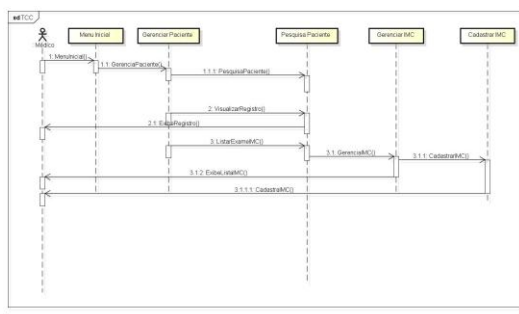 sd TCC
Médico
Menu Inicial
Gerenciar Paciente
Pesquisa Paciente
Gerenciar IMC
Cadastrar IMC
1: MenuInicial()
1.1: GerenciaPaciente()
1.1.1: PesquisaPaciente()
2: VisualizarRegistro()
2.1: ExibeRegistro()
3: ListarExameIMC()
3.1: GerenciaIMC()
3.1.1: CadastrarIMC()
3.1.2: ExibeListaIMC()
3.1.1.1: CadastraIMC()